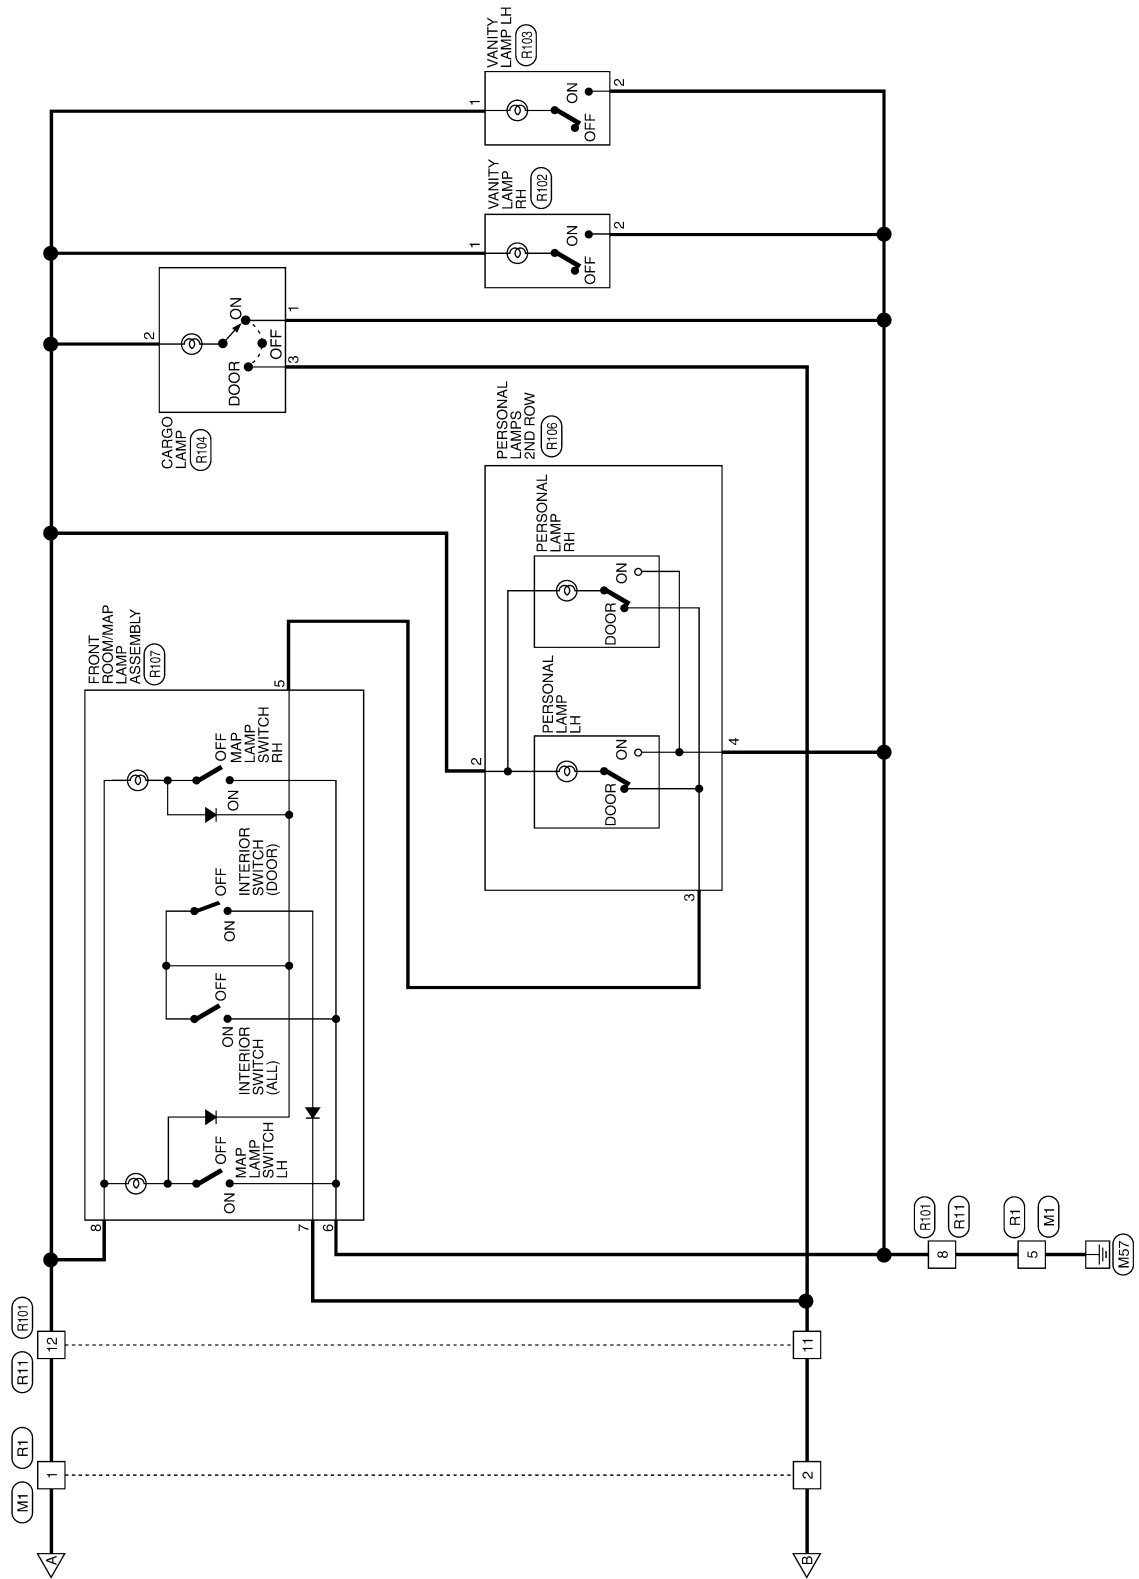 A
M1
1
R1
R11
12
R101
8
FRONT
ROOM/MAP
LAMP
ASSEMBLY
R107
OFF
ON
MAP
LAMP
SWITCH
LH
OFF
ON
INTERIOR
SWITCH
(ALL)
OFF
ON
INTERIOR
SWITCH
(DOOR)
OFF
ON
MAP
LAMP
SWITCH
RH
7
6
5
CARGO
LAMP
R104
2
DOOR
OFF
ON
3
1
PERSONAL
LAMPS
2ND ROW
R106
2
PERSONAL
LAMP
LH
DOOR
ON
PERSONAL
LAMP
RH
DOOR
ON
3
4
VANITY
LAMP
RH
R102
1
OFF
ON
2
VANITY
LAMP LH
R103
1
OFF
ON
2
B
2
11
8
R101
R11
5
R1
M1
M57